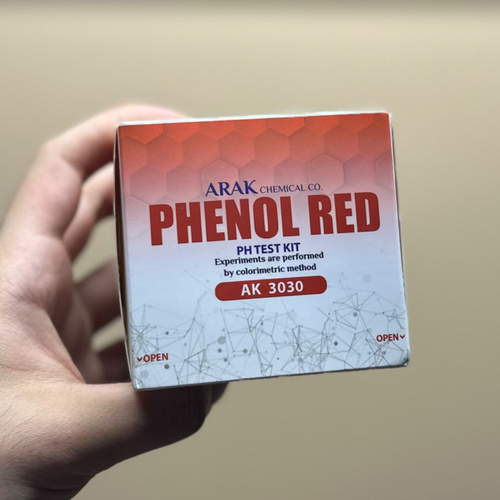 ARAK CHEMICAL CO.
PHENOL RED
PH TEST KIT
Experiments are performed
by colorimetric method
AK 3030
OPEN
OPEN